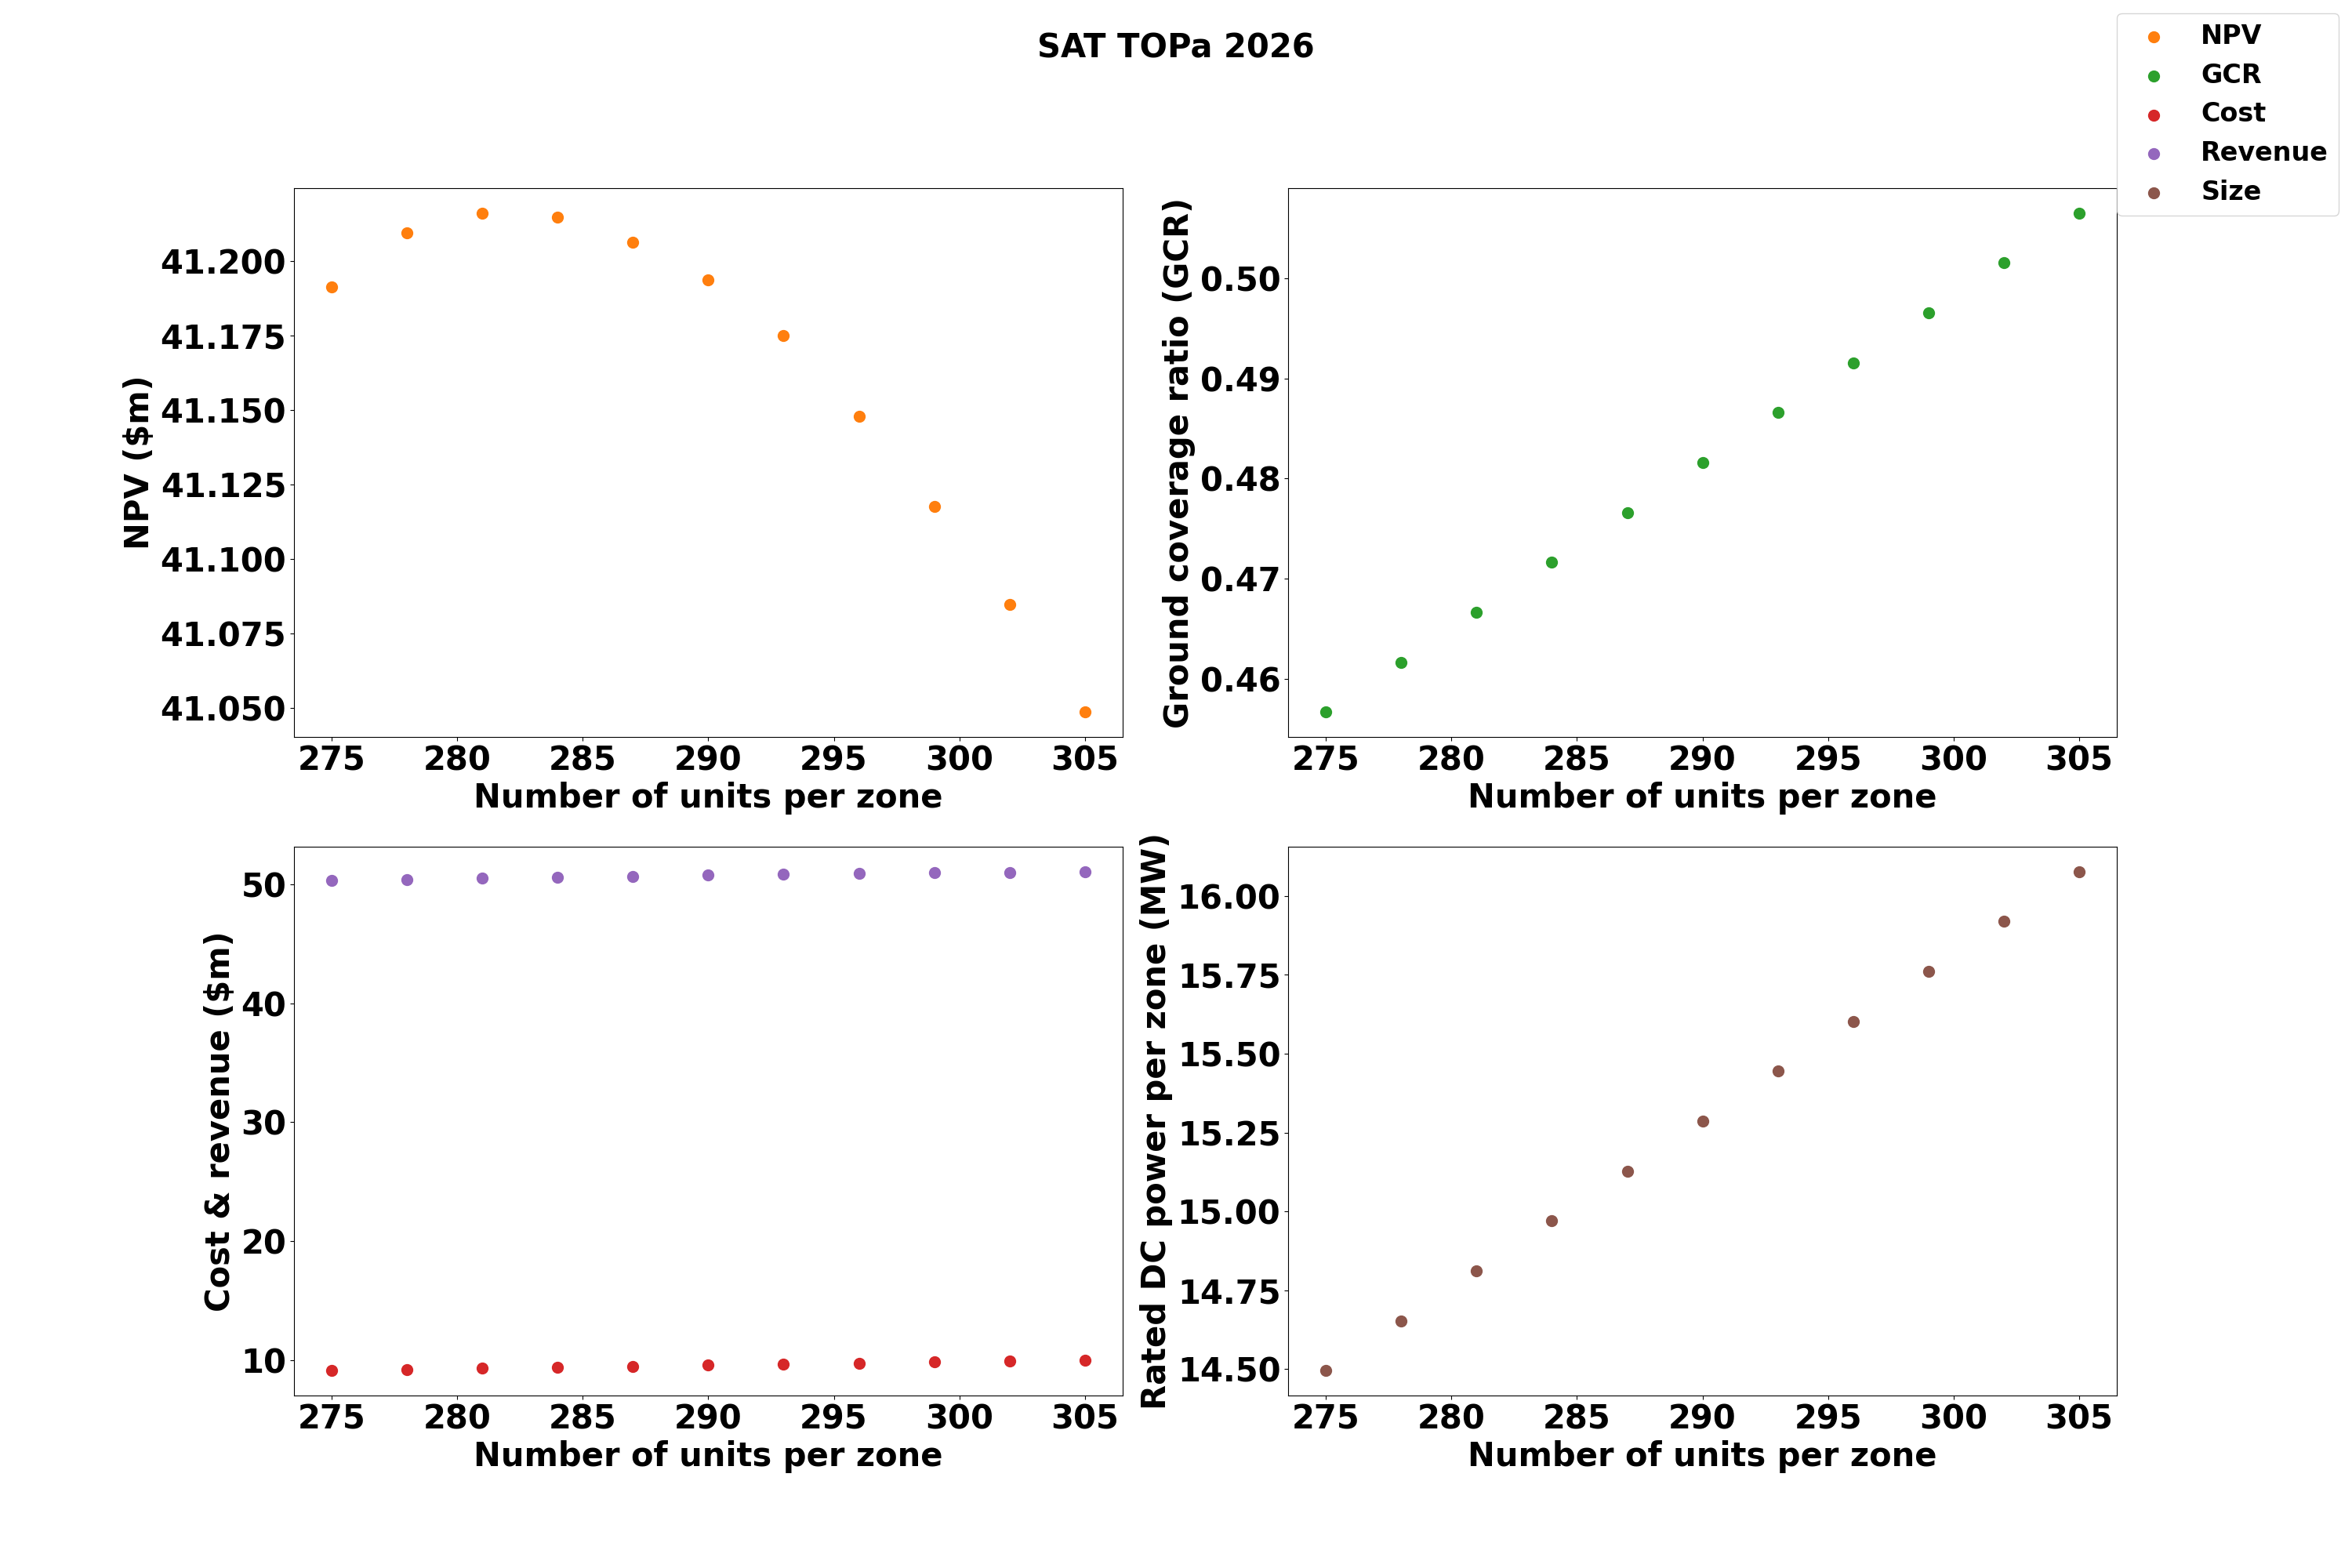 SAT TOPa 2026
NPV
GCR
Cost
Revenue
Size
NPV ($m)
41.200
41.175
41.150
41.125
41.100
41.075
41.050
275 280 285 290 295 300 305
Number of units per zone
Ground coverage ratio (GCR)
0.50
0.49
0.48
0.47
0.46
275 280 285 290 295 300 305
Number of units per zone
Cost & revenue ($m)
50
40
30
20
10
275 280 285 290 295 300 305
Number of units per zone
Rated DC power per zone (MW)
16.00
15.75
15.50
15.25
15.00
14.75
14.50
275 280 285 290 295 300 305
Number of units per zone